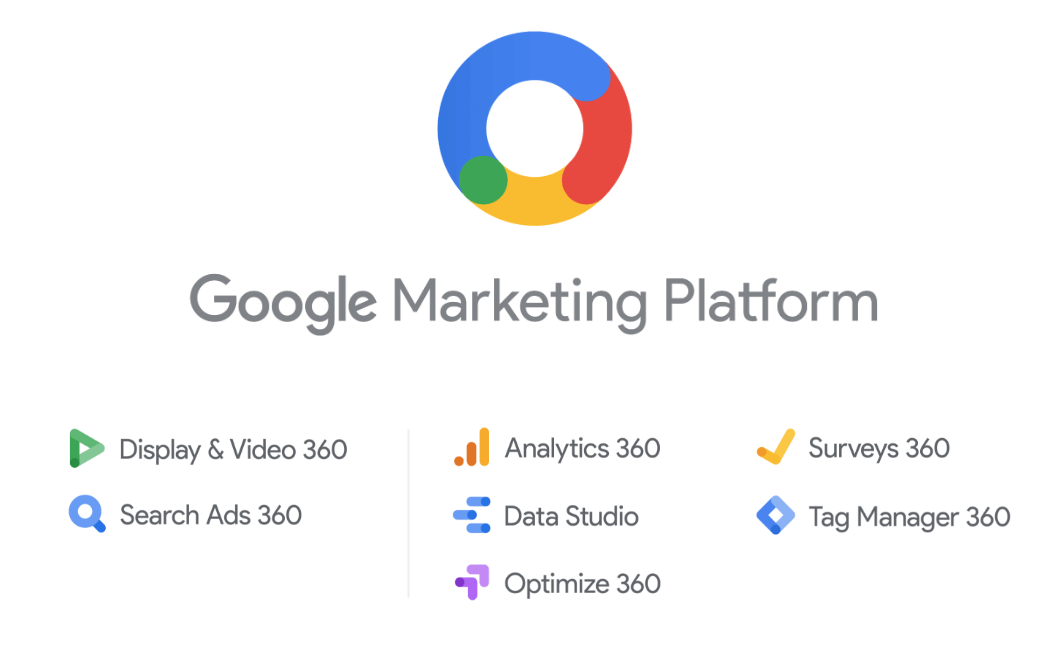 Google Marketing Platform
Display & Video 360
Search Ads 360
Analytics 360
Data Studio
Optimize 360
Surveys 360
Tag Manager 360